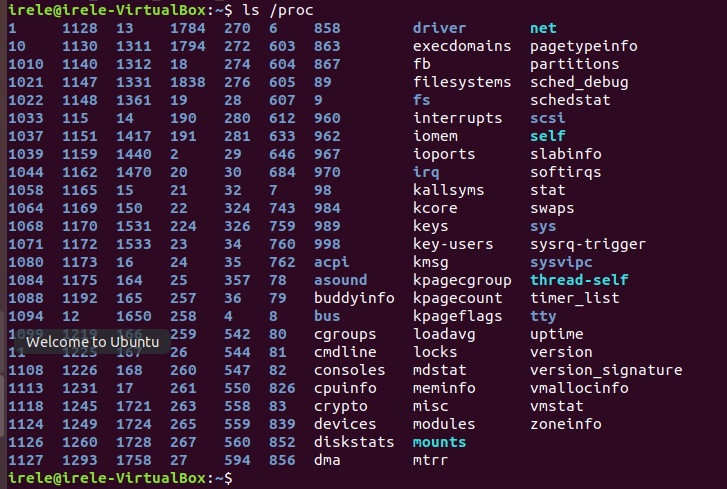 irele@irele-VirtualBox:~$ ls /proc
1 1128 13 1784 270 6 858 driver net
10 1130 1311 1794 272 603 863 execdomains pagetypeinfo
1010 1140 1312 18 274 604 867 fb partitions
1021 1147 1331 1838 276 605 89 filesystems sched_debug
1022 1148 1361 19 28 607 9 fs schedstat
1033 115 14 190 280 612 960 interrupts scsi
1037 1151 1417 191 281 633 962 iomem self
1039 1159 1440 2 29 646 967 ioports slabinfo
1044 1162 1470 20 30 684 970 irq softirqs
1058 1165 15 21 32 7 98 kallsyms stat
1064 1169 150 22 324 743 984 kcore swaps
1068 1170 1531 224 326 759 989 keys sys
1071 1172 1533 23 34 760 998 key-users sysrq-trigger
1080 1173 16 24 35 762 acpi kmsg sysvipc
1084 1175 164 25 357 78 asound kpagecgroup thread-self
1088 1192 165 257 36 79 buddyinfo kpagecount timer_list
1094 12 1650 258 4 8 bus kpageflags tty
1099 1219 166 259 542 80 cgroups loadavg uptime
Welcome to Ubuntu
11 1225 167 26 544 81 cmdline locks version
1108 1226 168 260 547 82 consoles mdstat version_signature
1113 1231 17 261 550 826 cpuinfo meminfo vmallocinfo
1118 1245 1721 263 558 83 crypto misc vmstat
1124 1249 1724 265 559 839 devices modules zoneinfo
1126 1260 1728 267 560 852 diskstats mounts
1127 1293 1758 27 594 856 dma mtrr
irele@irele-VirtualBox:~$